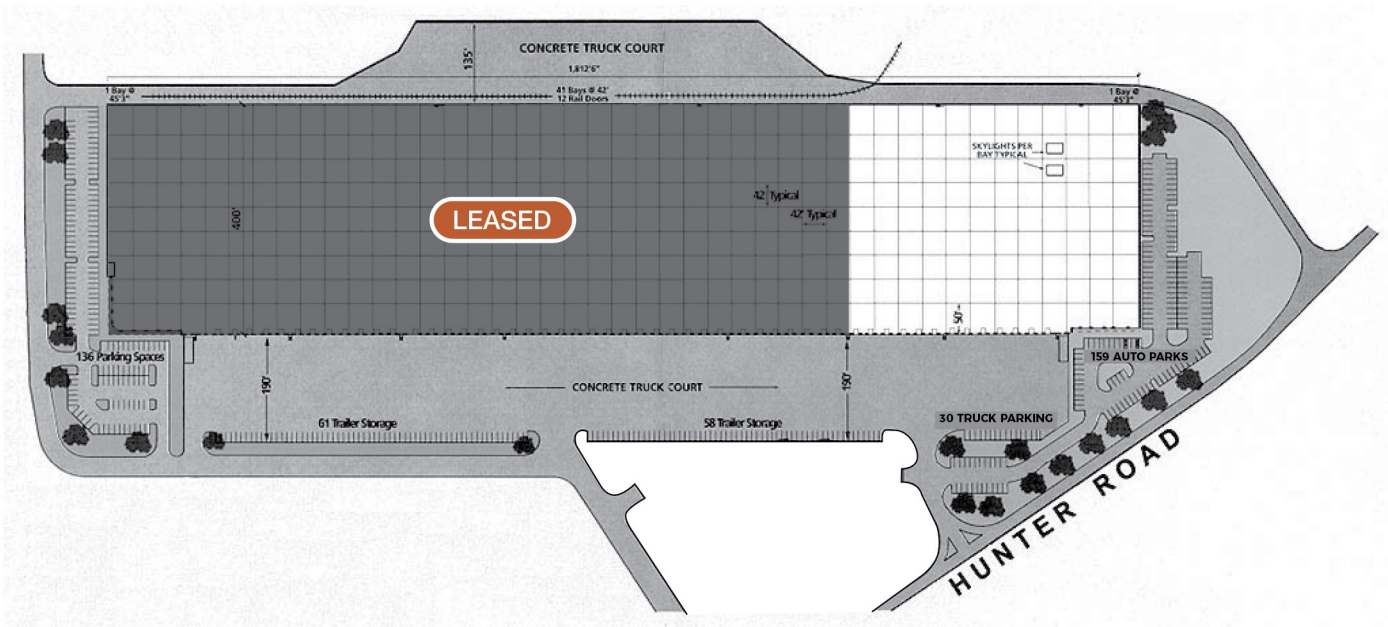 CONCRETE TRUCK COURT
135'
1,812'6"
1 Bay @
45'3"
41 Bays @ 42'
12 Rail Doors
1 Bay @
45'3"
SKYLIGHTS PER
BAY TYPICAL
42' Typical
42' Typical
LEASED
400'
50'
136 Parking Spaces
159 AUTO PARKS
190'
CONCRETE TRUCK COURT
190'
61 Trailer Storage
58 Trailer Storage
30 TRUCK PARKING
HUNTER ROAD